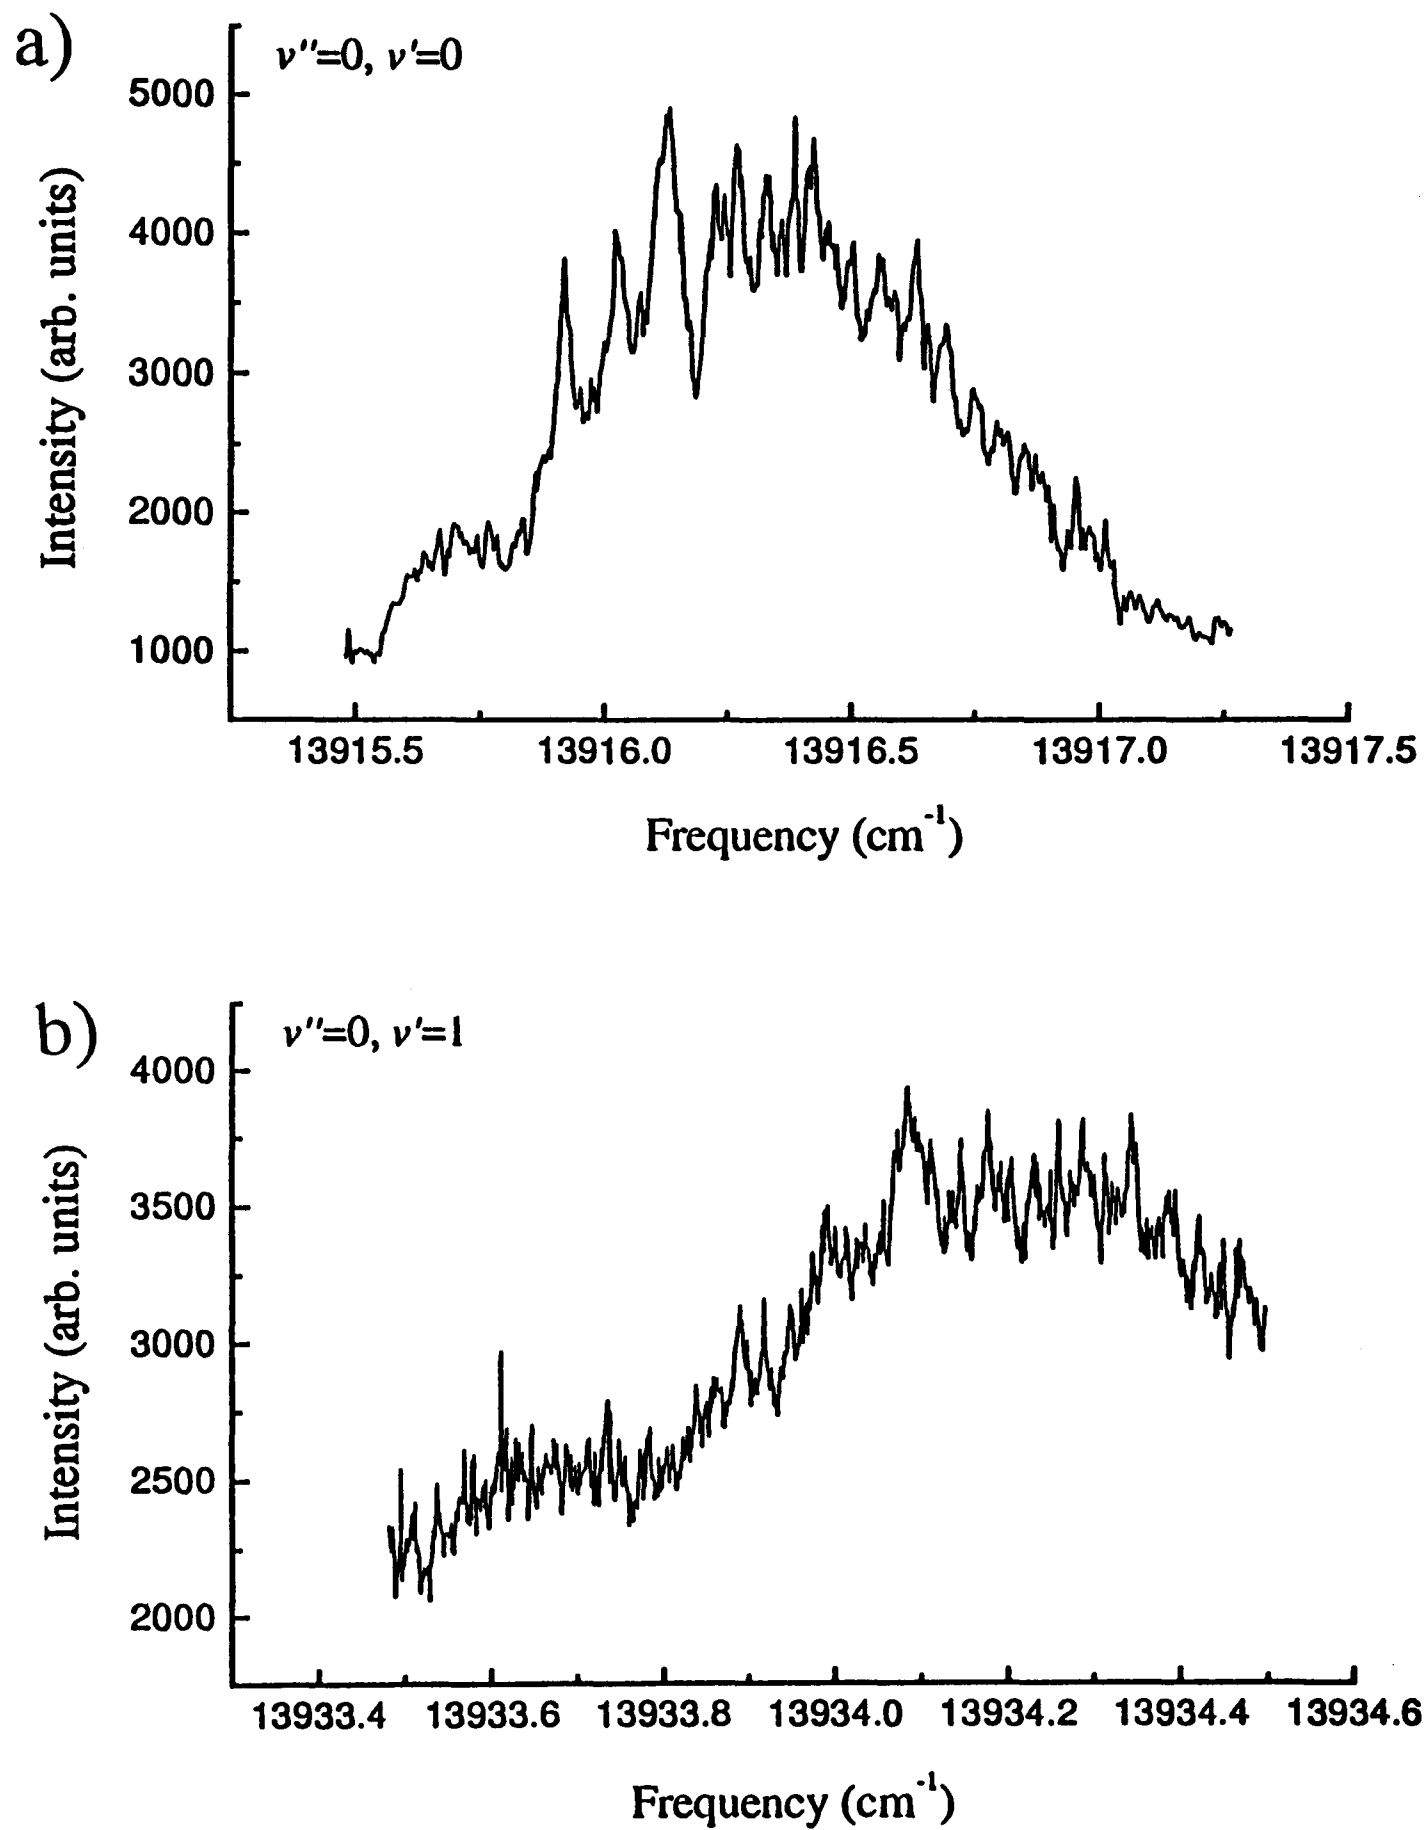 a)
v''=0, v'=0
5000
4000
3000
2000
1000
Intensity (arb. units)
13915.5 13916.0 13916.5 13917.0 13917.5
Frequency (cm-1)
b)
v''=0, v'=1
4000
3500
3000
2500
2000
Intensity (arb. units)
13933.4 13933.6 13933.8 13934.0 13934.2 13934.4 13934.6
Frequency (cm-1)